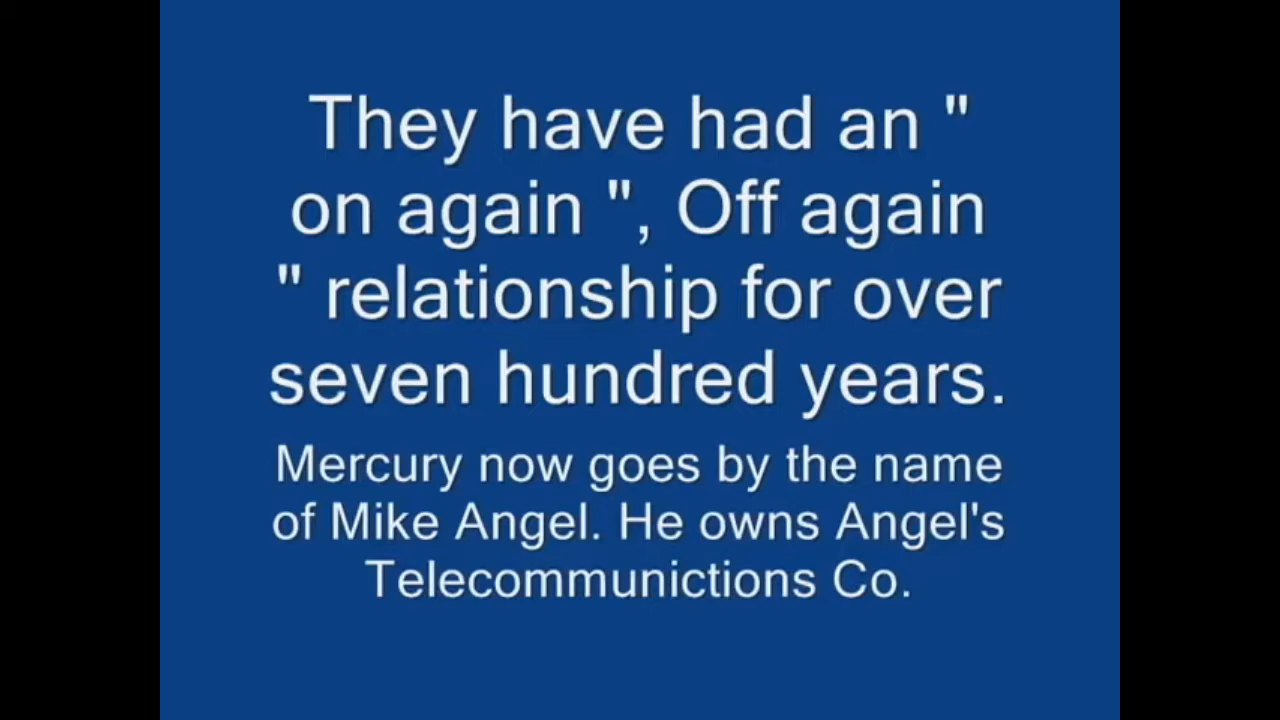 They have had an "
on again ", Off again
" relationship for over
seven hundred years.
Mercury now goes by the name
of Mike Angel. He owns Angel's
Telecommunictions Co.